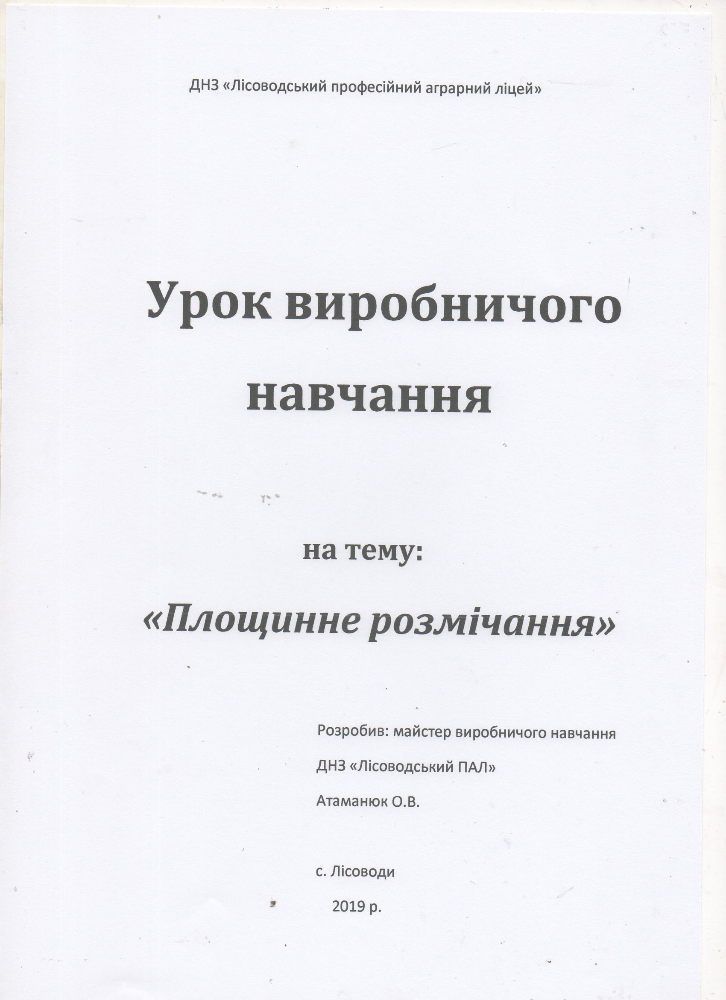 ДНЗ «Лісоводський професійний аграрний ліцей»
Урок виробничого
навчання
на тему:
«Площинне розмічання»
Розробив: майстер виробничого навчання
ДНЗ «Лісоводський ПАЛ»
Атаманюк О.В.
с. Лісоводи
2019 р.